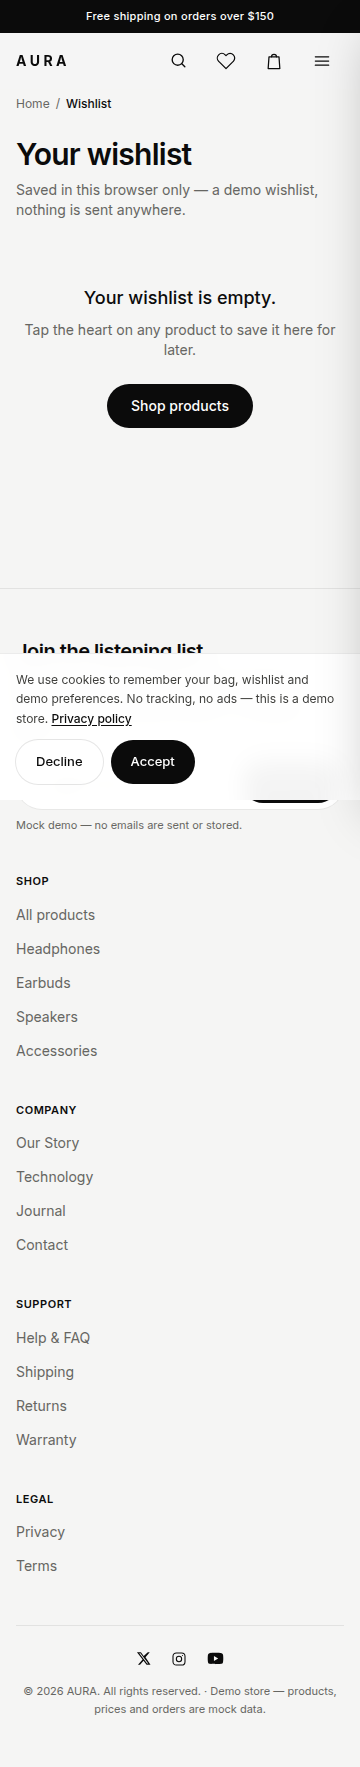 Free shipping on orders over $150
AURA
Home / Wishlist
Your wishlist
Saved in this browser only — a demo wishlist,
nothing is sent anywhere.
Your wishlist is empty.
Tap the heart on any product to save it here for
later.
Shop products
Join the listening list
We use cookies to remember your bag, wishlist and
demo preferences. No tracking, no ads — this is a demo
store. Privacy policy
Decline
Accept
Mock demo — no emails are sent or stored.
SHOP
All products
Headphones
Earbuds
Speakers
Accessories
COMPANY
Our Story
Technology
Journal
Contact
SUPPORT
Help & FAQ
Shipping
Returns
Warranty
LEGAL
Privacy
Terms
© 2026 AURA. All rights reserved. · Demo store — products,
prices and orders are mock data.